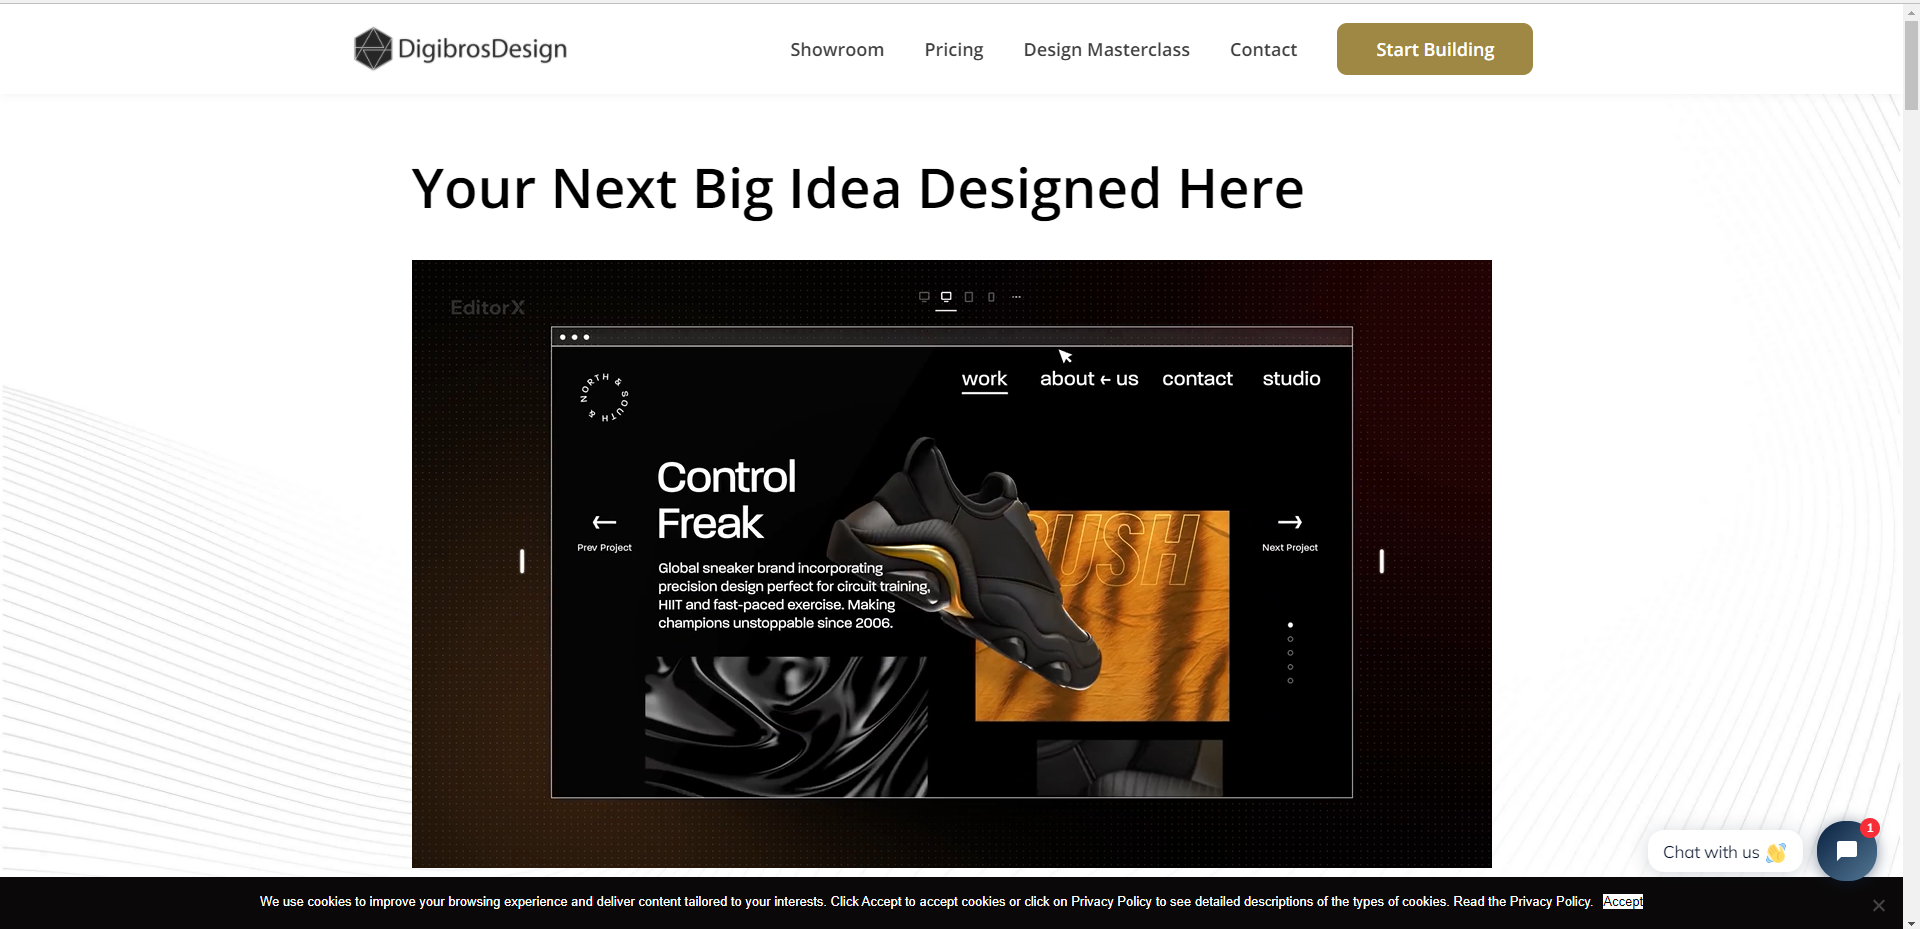 DigibrosDesign
Showroom
Pricing
Design Masterclass
Contact
Start Building
Your Next Big Idea Designed Here
EditorX
NORTH & SOUTH &
work
about ← us
contact
studio
Control
Freak
RUSH
←
Prev Project
→
Next Project
Global sneaker brand incorporating
precision design perfect for circuit training,
HIIT and fast-paced exercise. Making
champions unstoppable since 2006.
Chat with us 👋
1
We use cookies to improve your browsing experience and deliver content tailored to your interests. Click Accept to accept cookies or click on Privacy Policy to see detailed descriptions of the types of cookies. Read the Privacy Policy. Accept